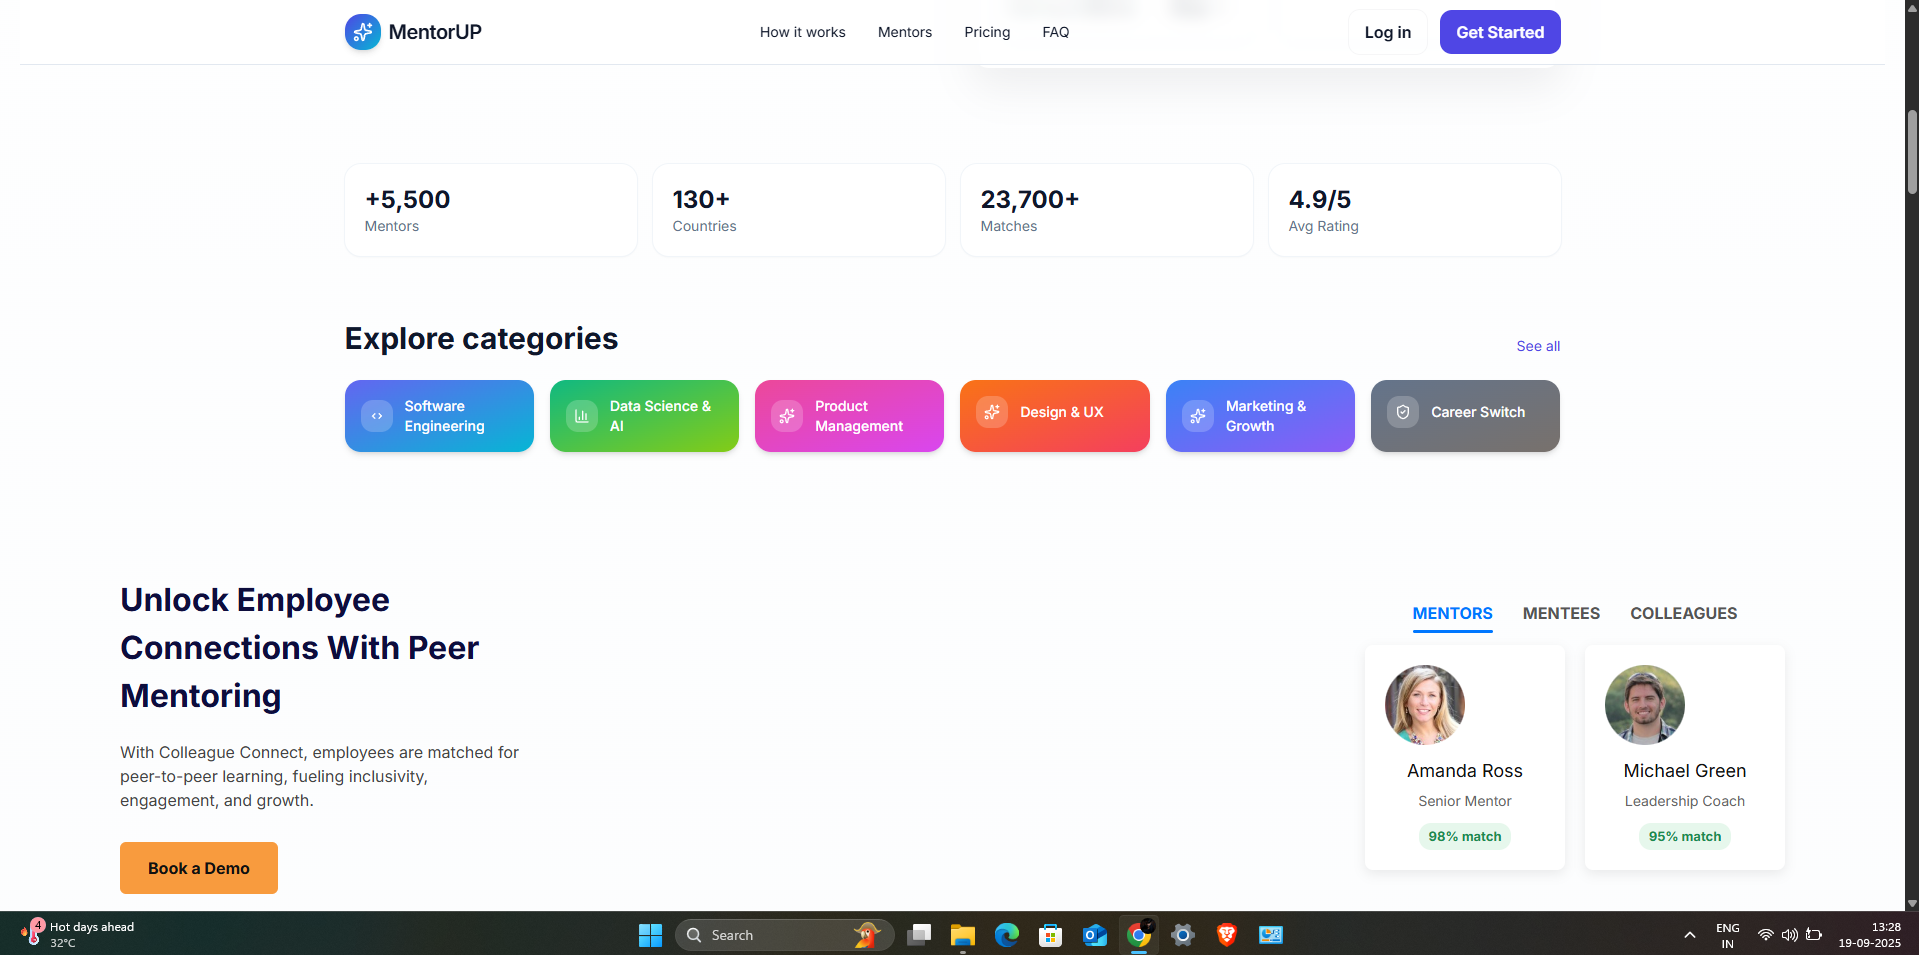 MentorUP
How it works
Mentors
Pricing
FAQ
Log in
Get Started
+5,500
Mentors
130+
Countries
23,700+
Matches
4.9/5
Avg Rating
Explore categories
See all
Software
Engineering
Data Science &
AI
Product
Management
Design & UX
Marketing &
Growth
Career Switch
Unlock Employee
Connections With Peer
Mentoring
With Colleague Connect, employees are matched for
peer-to-peer learning, fueling inclusivity,
engagement, and growth.
Book a Demo
MENTORS
MENTEES
COLLEAGUES
Amanda Ross
Senior Mentor
98% match
Michael Green
Leadership Coach
95% match
4
Hot days ahead
32°C
Search
ENG
IN
13:28
19-09-2025